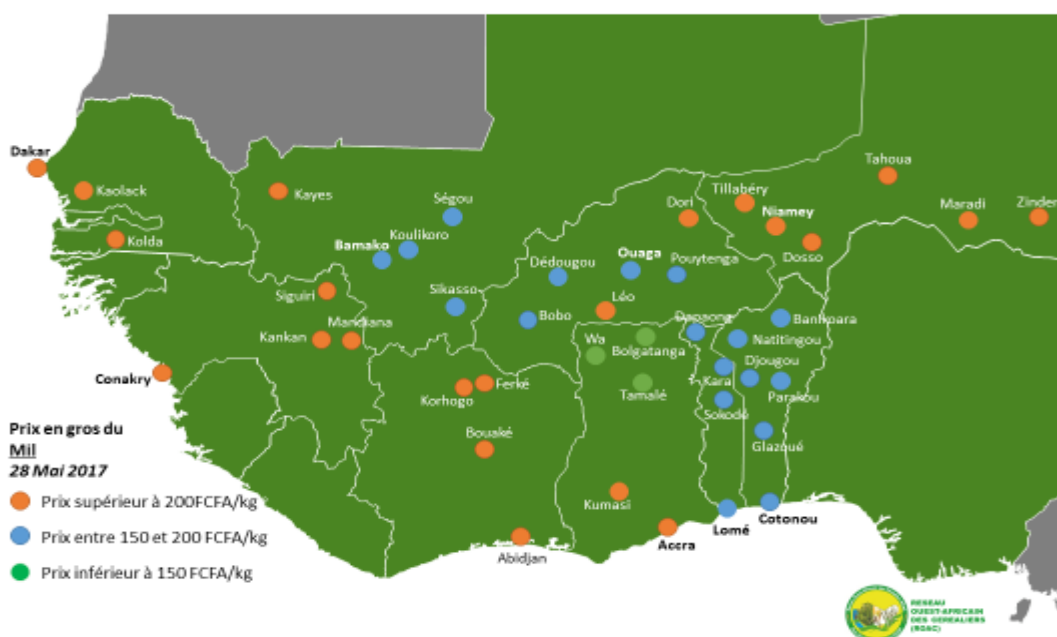 Dakar
Kaolack
Kolda
Kayes
Ségou
Koulikoro
Bamako
Sikasso
Siguiri
Kankan
Mandiana
Conakry
Korhogo
Ferké
Bouaké
Abidjan
Dori
Dédougou
Ouaga
Pouytenga
Bobo
Léo
Tillabéry
Niamey
Dosso
Tahoua
Maradi
Zinder
Wa
Bolgatanga
Tamalé
Kumasi
Accra
Dapaong
Kara
Sokodé
Lomé
Banikoara
Natitingou
Djougou
Parakou
Glazoué
Cotonou
Prix en gros du
Mil
28 Mai 2017
Prix supérieur à 200FCFA/kg
Prix entre 150 et 200 FCFA/kg
Prix inférieur à 150 FCFA/kg
RESEAU
OUEST-AFRICAIN
DES CEREALIERS
(ROAC)